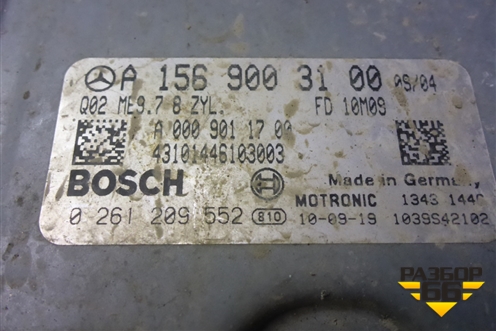 A 156 900 31 00 09/04
Q02 ME9.7 8 ZYL. FD 10M09
A 000 901 17 00
43101446103003
BOSCH Made in Germany
MOTRONIC 1343 1440
0 261 209 552 810 10-09-19 1039S42102
РАЗБОР
66